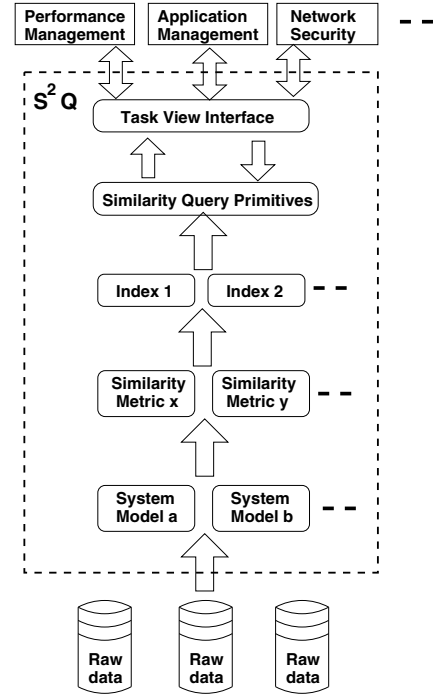 Performance Management
Application Management
Network Security
S² Q
Task View Interface
Similarity Query Primitives
Index 1
Index 2
Similarity Metric x
Similarity Metric y
System Model a
System Model b
Raw data
Raw data
Raw data